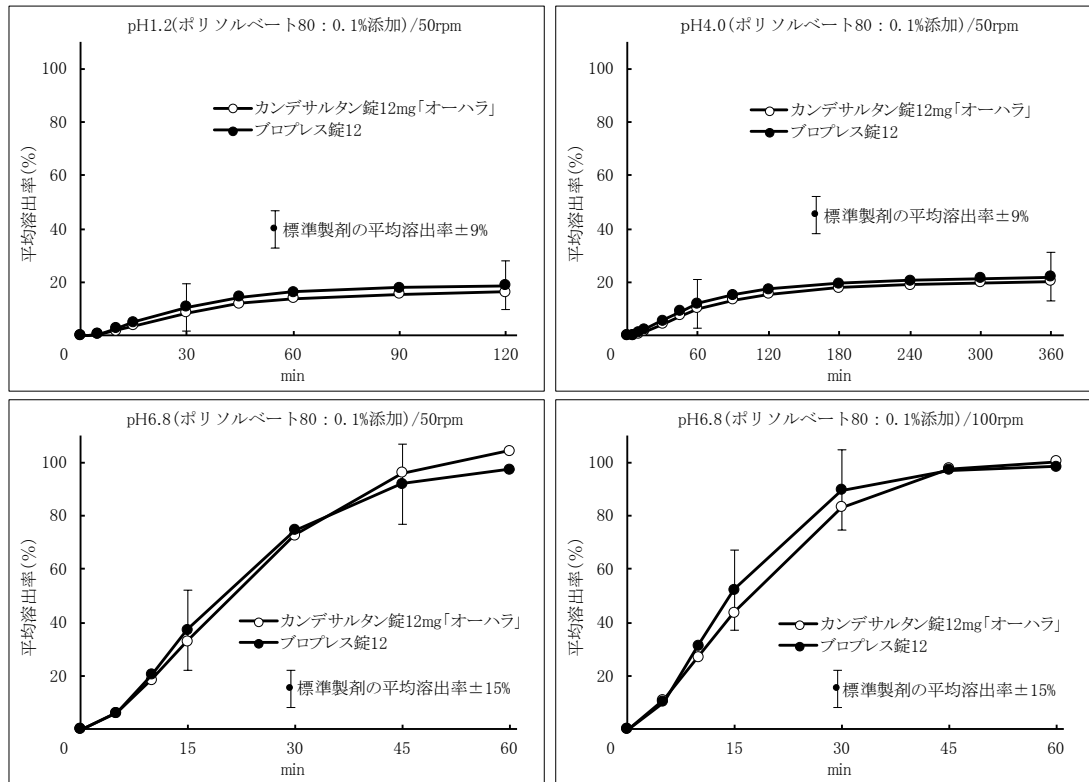 pH1.2(ポリソルベート80：0.1%添加)/50rpm
平均溶出率(%)
100
80
60
40
20
0
カンデサルタン錠12mg「オーハラ」
ブロプレス錠12
標準製剤の平均溶出率±9%
30
60
90
120
min
pH4.0(ポリソルベート80：0.1%添加)/50rpm
平均溶出率(%)
100
80
60
40
20
0
カンデサルタン錠12mg「オーハラ」
ブロプレス錠12
標準製剤の平均溶出率±9%
60
120
180
240
300
360
min
pH6.8(ポリソルベート80：0.1%添加)/50rpm
平均溶出率(%)
100
80
60
40
20
0
カンデサルタン錠12mg「オーハラ」
ブロプレス錠12
標準製剤の平均溶出率±15%
15
30
45
60
min
pH6.8(ポリソルベート80：0.1%添加)/100rpm
平均溶出率(%)
100
80
60
40
20
0
カンデサルタン錠12mg「オーハラ」
ブロプレス錠12
標準製剤の平均溶出率±15%
15
30
45
60
min